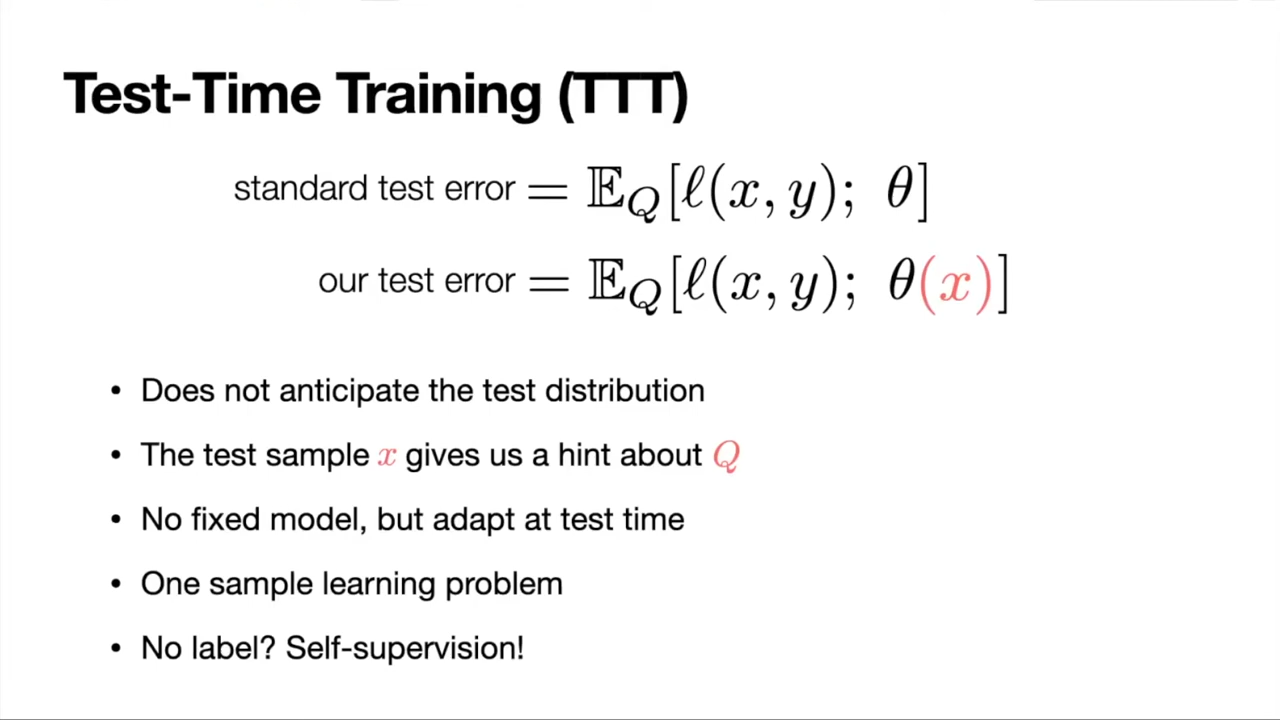 Test-Time Training (TTT)
standard test error = 𝔼_Q[ℓ(x, y); θ]
our test error = 𝔼_Q[ℓ(x, y); θ(x)]
• Does not anticipate the test distribution
• The test sample x gives us a hint about Q
• No fixed model, but adapt at test time
• One sample learning problem
• No label? Self-supervision!